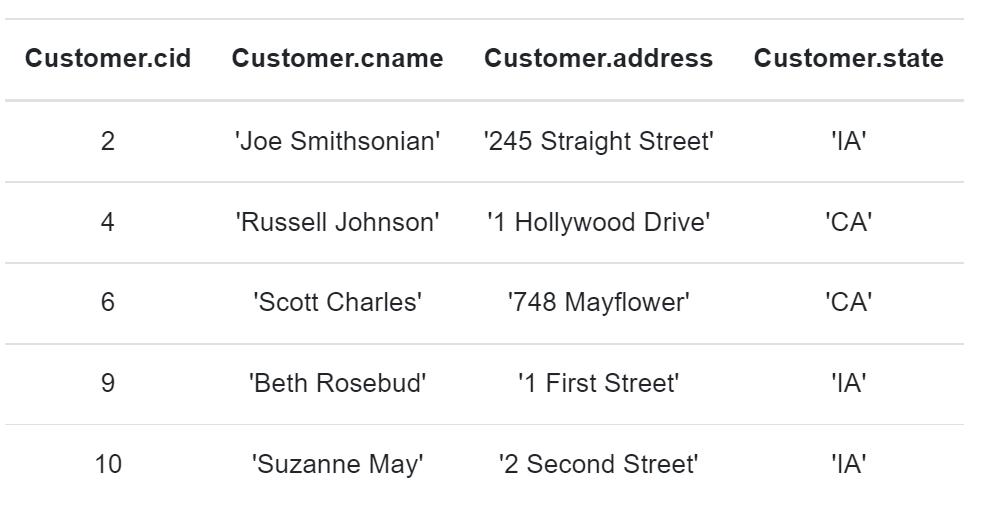 Customer.cid Customer.cname Customer.address Customer.state
2 'Joe Smithsonian' '245 Straight Street' 'IA'
4 'Russell Johnson' '1 Hollywood Drive' 'CA'
6 'Scott Charles' '748 Mayflower' 'CA'
9 'Beth Rosebud' '1 First Street' 'IA'
10 'Suzanne May' '2 Second Street' 'IA'